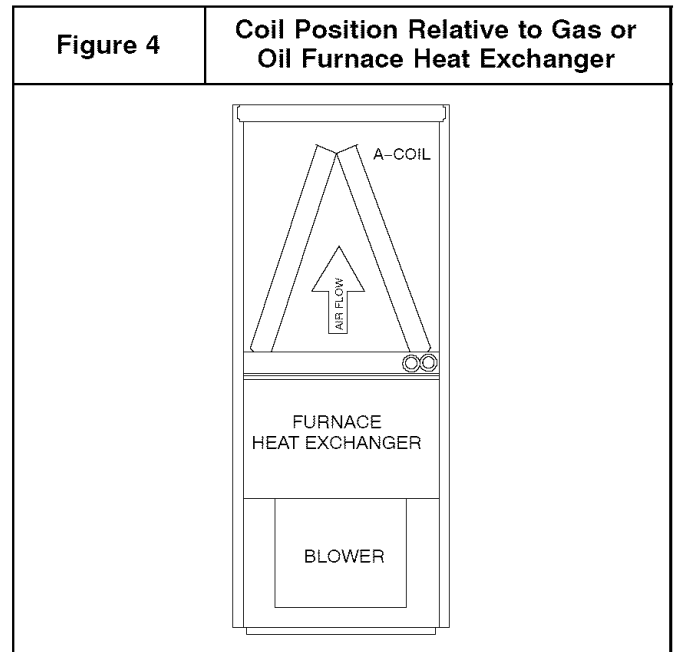 Figure 4
Coil Position Relative to Gas or
Oil Furnace Heat Exchanger
A-COIL
AIR FLOW
FURNACE
HEAT EXCHANGER
BLOWER